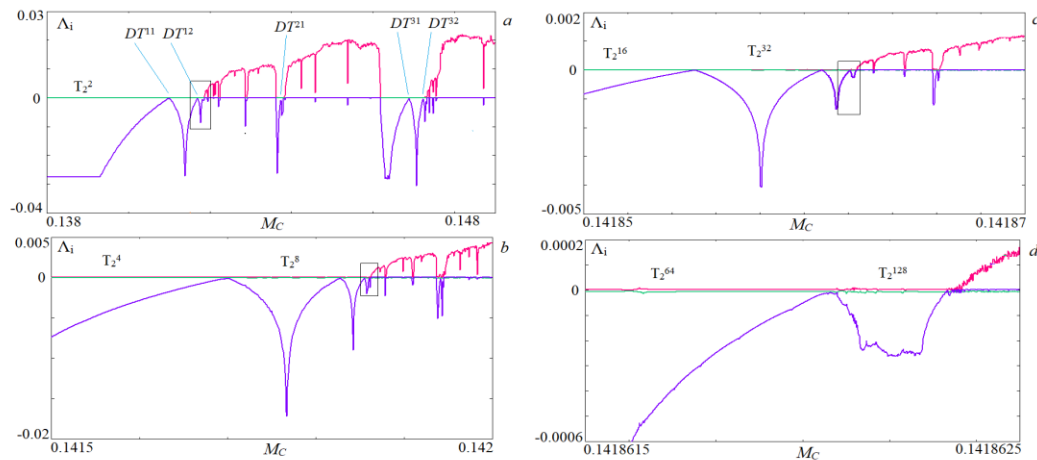 0.03
Λi
DT11 DT12
DT21
DT31 DT32
a
T22
0
-0.04
0.138
MC
0.148
0.005
Λi
b
T24
T28
0
-0.02
0.1415
MC
0.142
0.002
Λi
c
T216
T232
0
-0.005
0.14185
MC
0.14187
0.0002
Λi
d
T264
T2128
0
-0.0006
0.1418615
MC
0.1418625